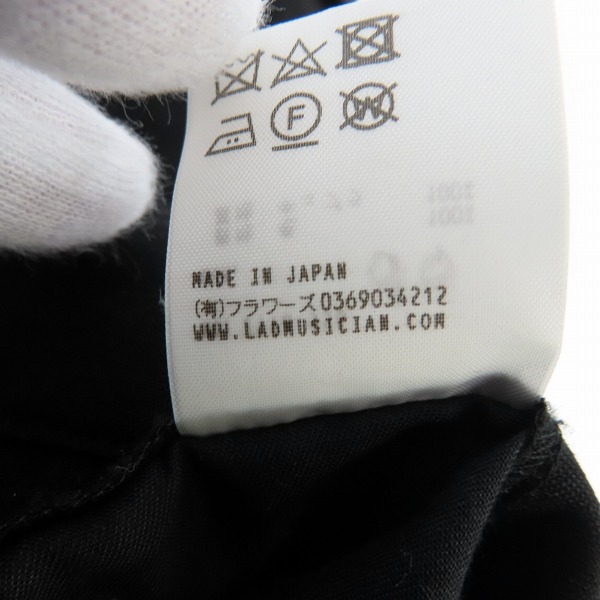 F
W
MADE IN JAPAN
(有)フラワーズ0369034212
WWW.LADMUSICIAN.COM